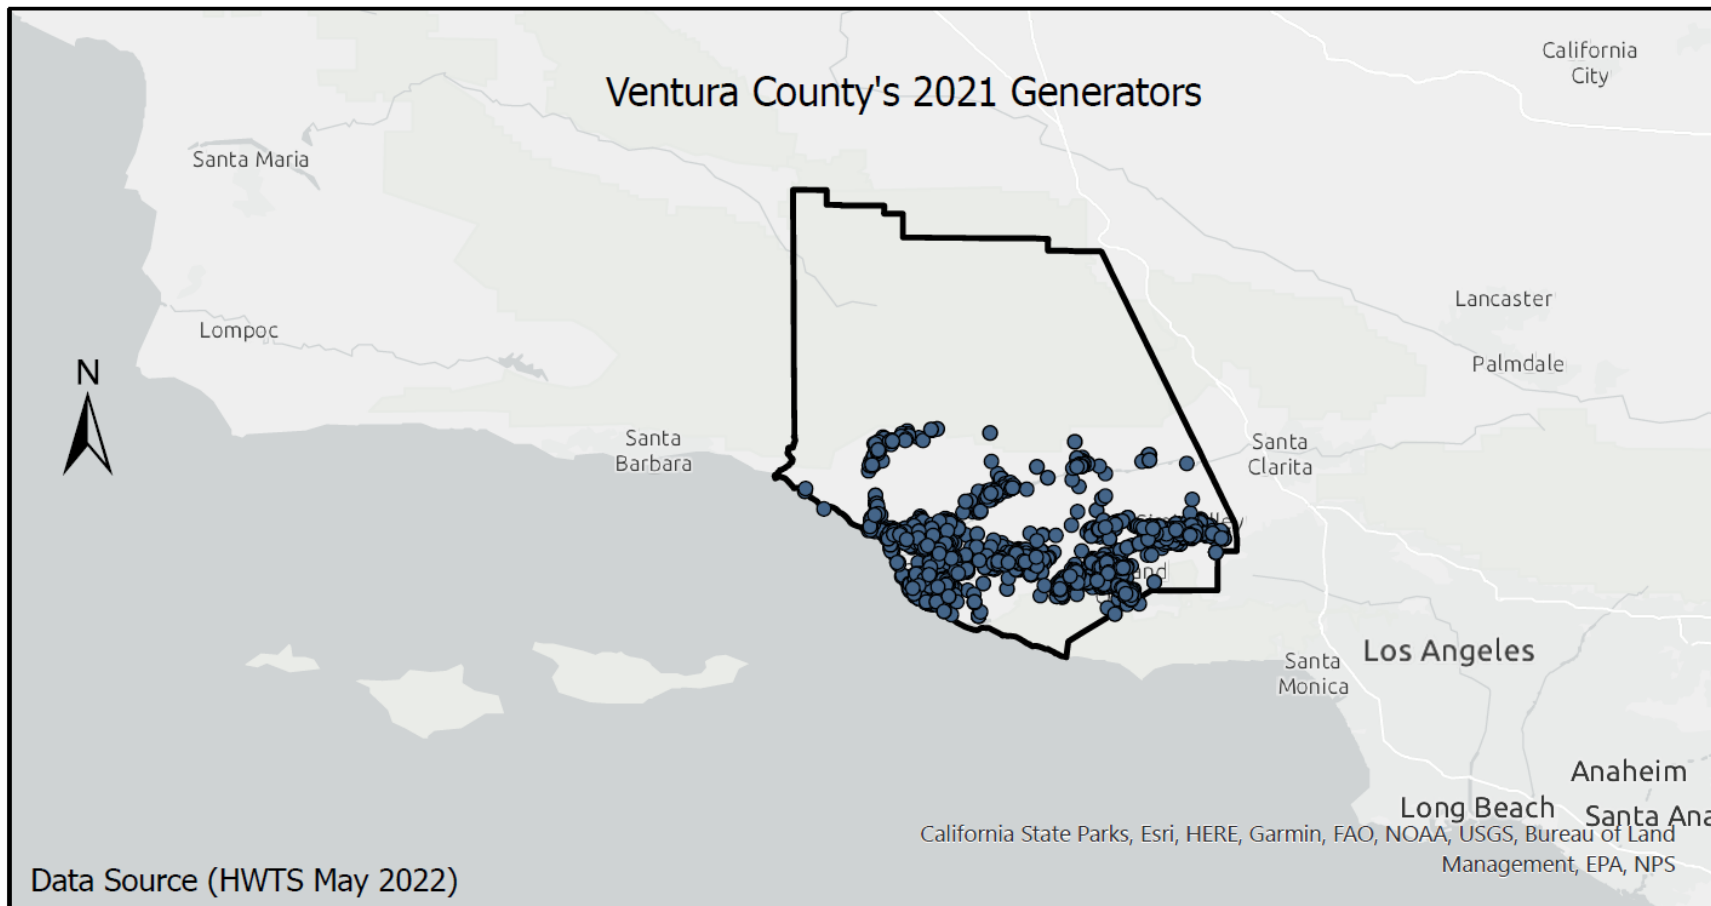 Ventura County's 2021 Generators
California
City
Santa Maria
Lancaster
Lompoc
Palmdale
N
Santa
Barbara
Santa
Clarita
Los Angeles
Santa
Monica
Anaheim
Long Beach
Santa Ana
California State Parks, Esri, HERE, Garmin, FAO, NOAA, USGS, Bureau of Land
Management, EPA, NPS
Data Source (HWTS May 2022)